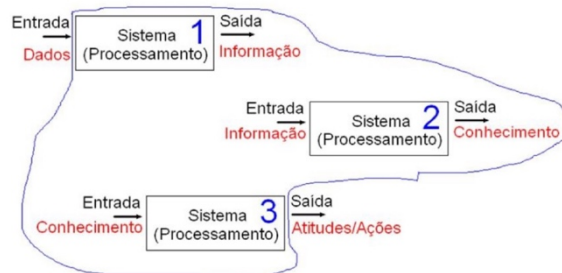 Entrada
Dados
Sistema 1
(Processamento)
Saída
Informação
Entrada
Informação
Sistema 2
(Processamento)
Saída
Conhecimento
Entrada
Conhecimento
Sistema 3
(Processamento)
Saída
Atitudes/Ações